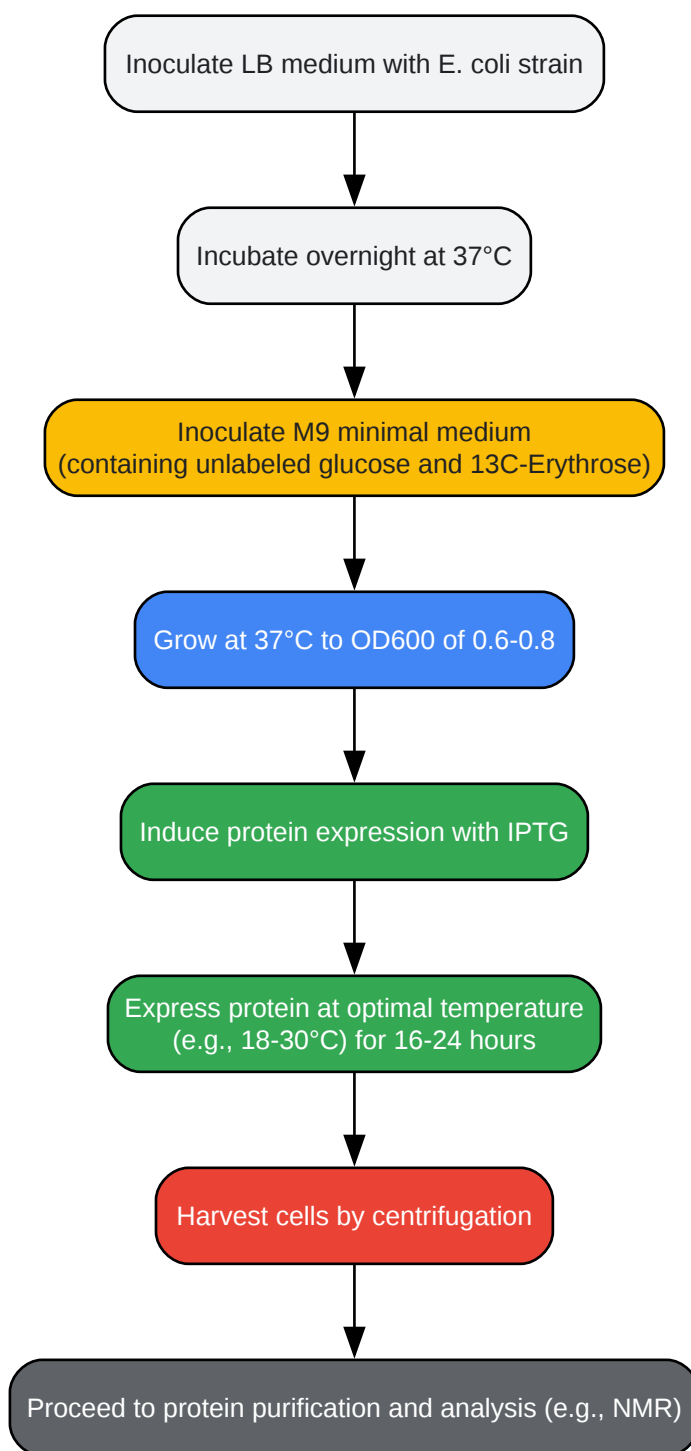 Inoculate LB medium with E. coli strain
Incubate overnight at 37°C
Inoculate M9 minimal medium
(containing unlabeled glucose and 13C-Erythrose)
Grow at 37°C to OD600 of 0.6-0.8
Induce protein expression with IPTG
Express protein at optimal temperature
(e.g., 18-30°C) for 16-24 hours
Harvest cells by centrifugation
Proceed to protein purification and analysis (e.g., NMR)